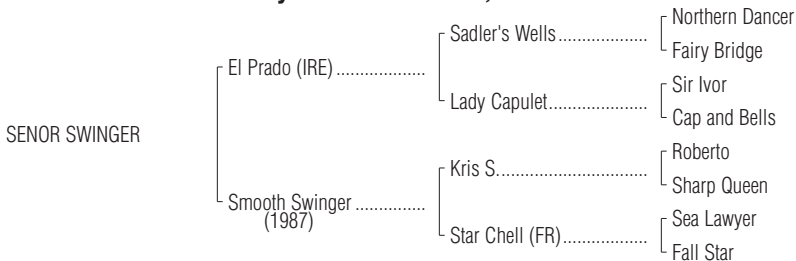 Northern Dancer
Sadler's Wells
Fairy Bridge
El Prado (IRE)
Sir Ivor
Lady Capulet
Cap and Bells
SENOR SWINGER
Roberto
Kris S.
Sharp Queen
Smooth Swinger
(1987)
Sea Lawyer
Star Chell (FR)
Fall Star